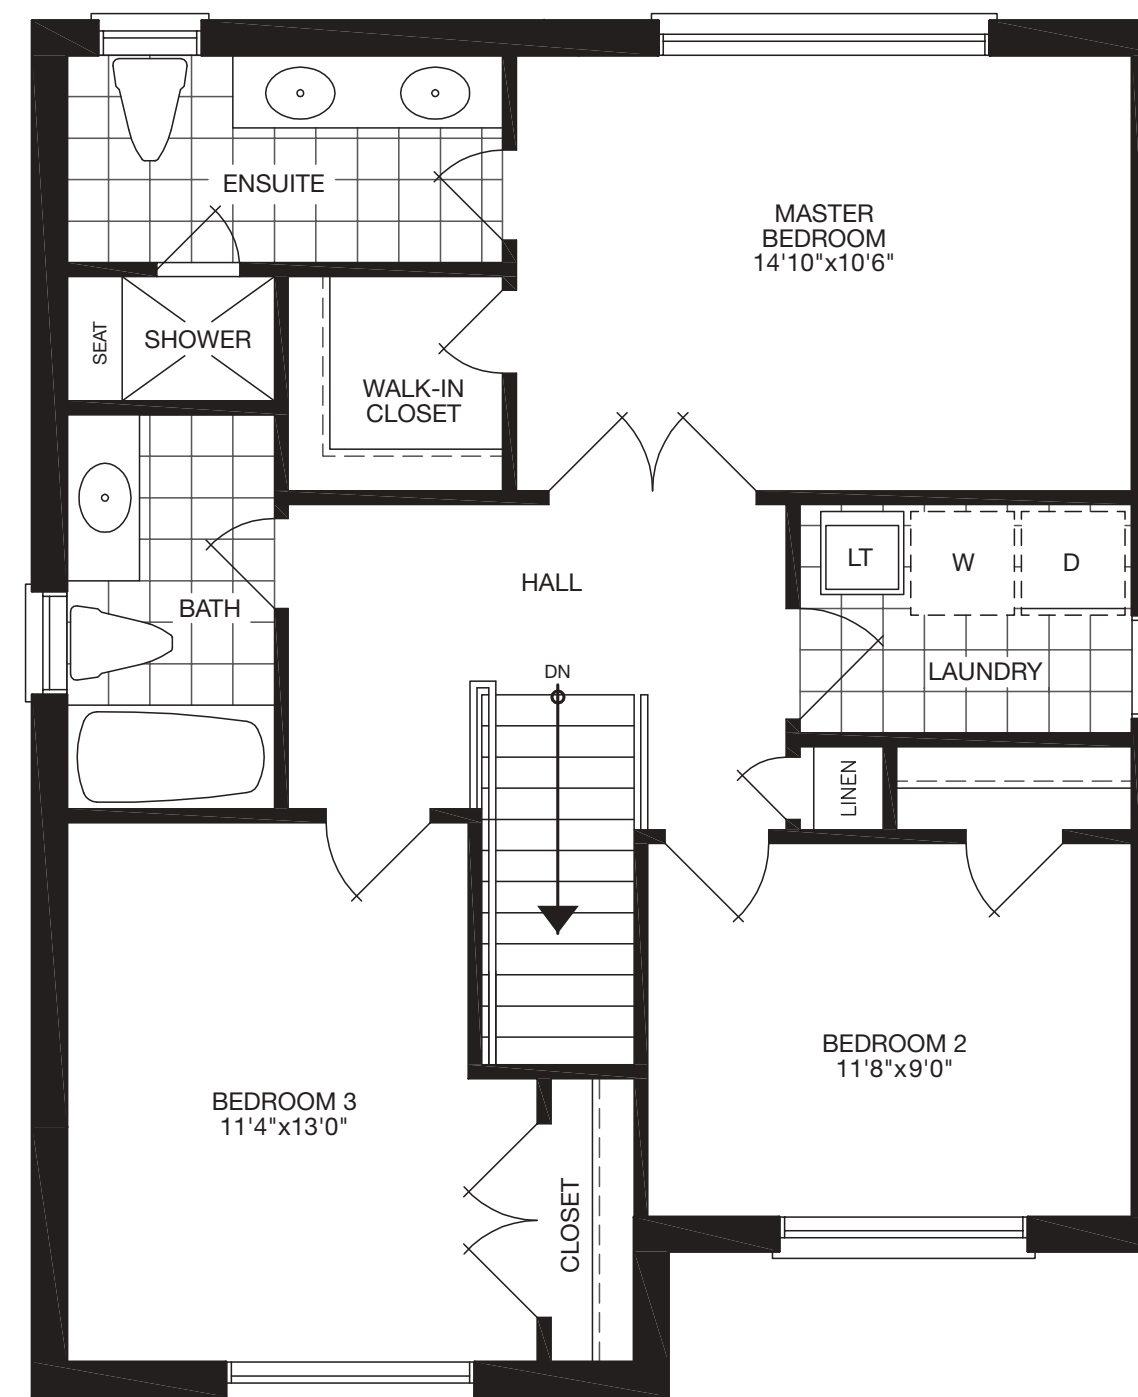 ENSUITE
MASTER
BEDROOM
14'10"x10'6"
SEAT
SHOWER
WALK-IN
CLOSET
BATH
HALL
LT
W
D
LAUNDRY
DN
LINEN
BEDROOM 2
11'8"x9'0"
BEDROOM 3
11'4"x13'0"
CLOSET